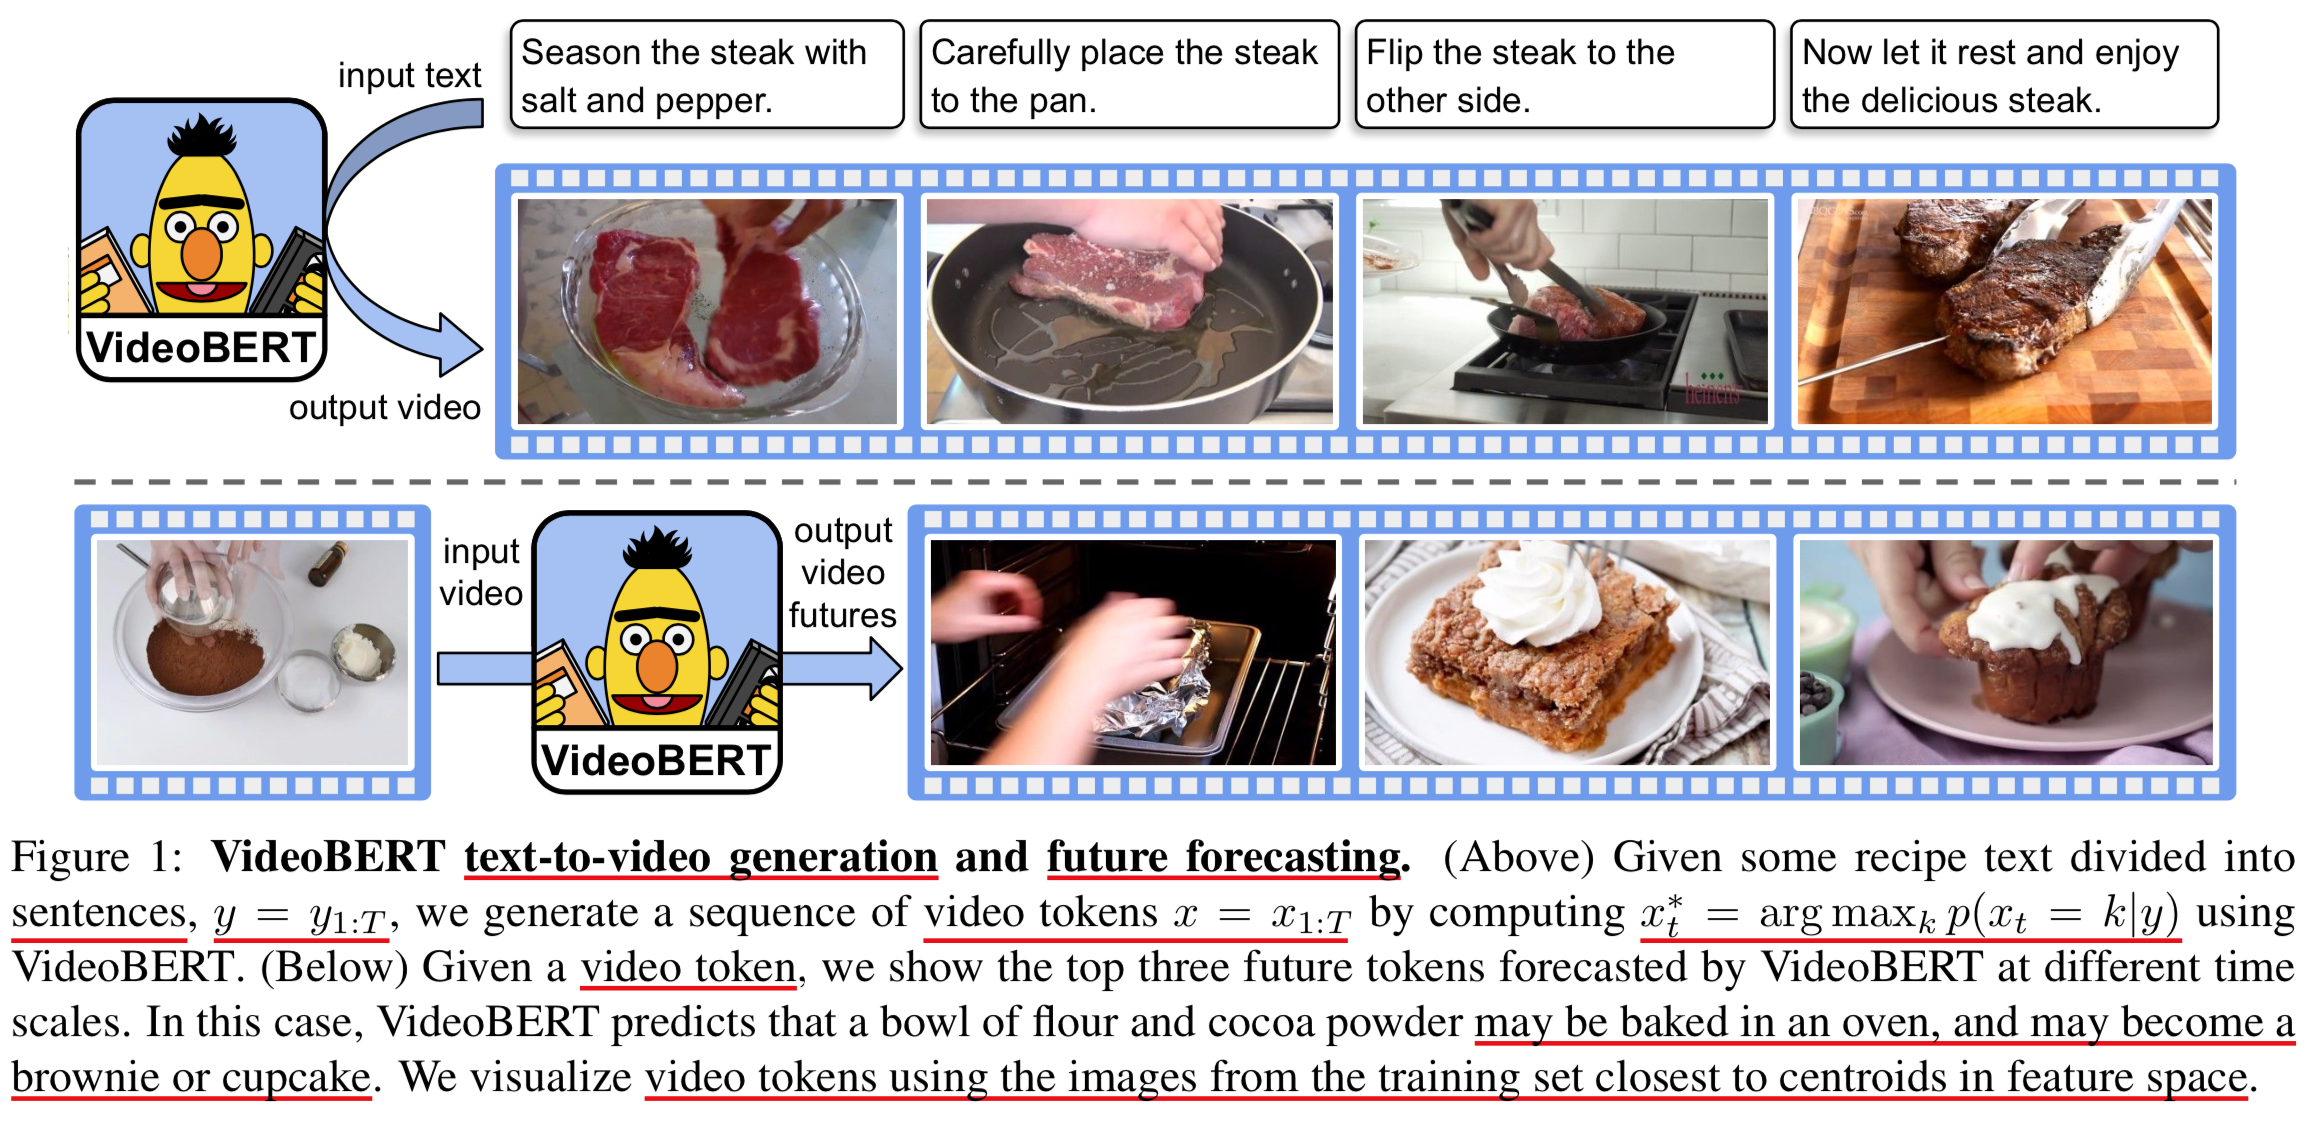 input text
Season the steak with
salt and pepper.
Carefully place the steak
to the pan.
Flip the steak to the
other side.
Now let it rest and enjoy
the delicious steak.
VideoBERT
output video
heinen's
input
video
VideoBERT
output
video
futures
Figure 1: VideoBERT text-to-video generation and future forecasting. (Above) Given some recipe text divided into
sentences, y = y_{1:T}, we generate a sequence of video tokens x = x_{1:T} by computing x_t^* = arg max_k p(x_t = k|y) using
VideoBERT. (Below) Given a video token, we show the top three future tokens forecasted by VideoBERT at different time
scales. In this case, VideoBERT predicts that a bowl of flour and cocoa powder may be baked in an oven, and may become a
brownie or cupcake. We visualize video tokens using the images from the training set closest to centroids in feature space.